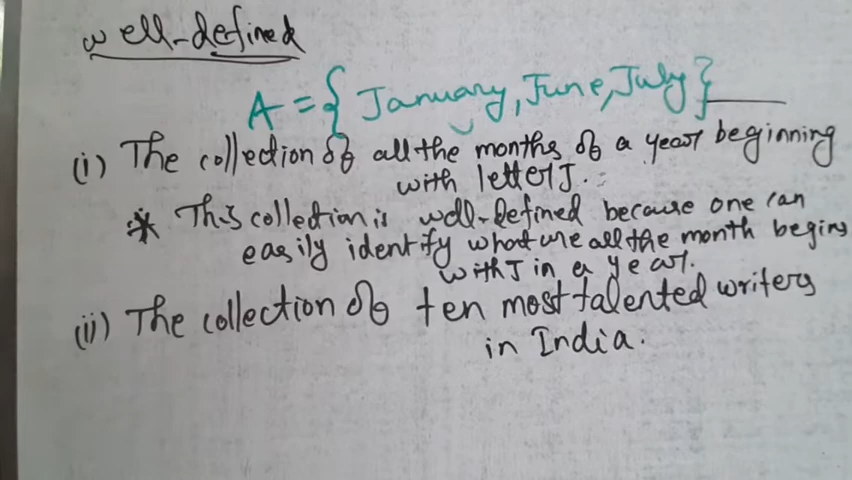 well-defined
A = { January, June, July }
(i) The collection of all the months of a year beginning
with letter J.
* This collection is well-defined because one can
easily identify what are all the month begins
with J in a year.
(ii) The collection of ten most talented writers
in India.